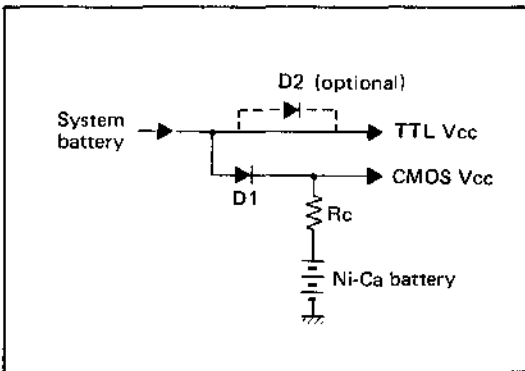 D2 (optional)
System
battery
TTL Vcc
CMOS Vcc
D1
Rc
Ni-Ca battery